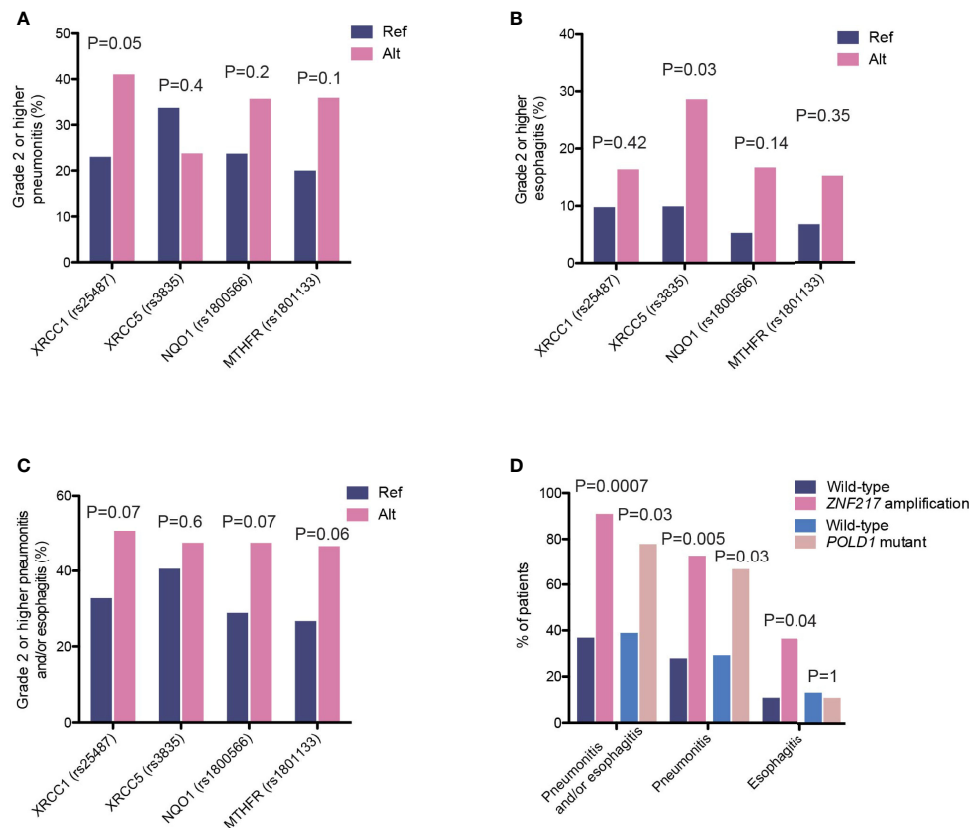 A
Ref
Alt
P=0.05
P=0.4
P=0.2
P=0.1
Grade 2 or higher
pneumonitis (%)
50
40
30
20
10
0
XRCC1 (rs25487)
XRCC5 (rs3835)
NQO1 (rs1800566)
MTHFR (rs1801133)
B
Ref
Alt
P=0.42
P=0.03
P=0.14
P=0.35
Grade 2 or higher
esophagitis (%)
40
30
20
10
0
XRCC1 (rs25487)
XRCC5 (rs3835)
NQO1 (rs1800566)
MTHFR (rs1801133)
C
Ref
Alt
P=0.07
P=0.6
P=0.07
P=0.06
Grade 2 or higher pneumonitis
and/or esophagitis (%)
60
40
20
0
XRCC1 (rs25487)
XRCC5 (rs3835)
NQO1 (rs1800566)
MTHFR (rs1801133)
D
Wild-type
ZNF217 amplification
Wild-type
POLD1 mutant
P=0.0007
P=0.03
P=0.005
P=0.03
P=0.04
P=1
% of patients
100
80
60
40
20
0
Pneumonitis
and/or esophagitis
Pneumonitis
Esophagitis